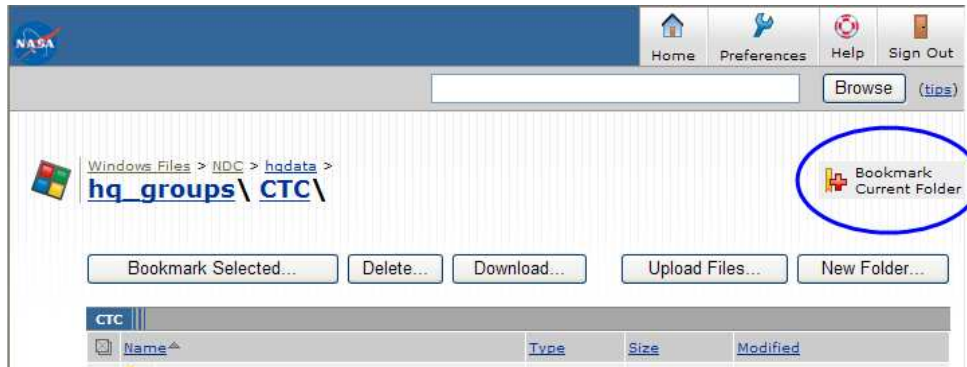 NASA
Home Preferences Help Sign Out
Browse (tips)
Windows Files > NDC > hqdata >
hq_groups\ CTC\
Bookmark
Current Folder
Bookmark Selected... Delete... Download... Upload Files... New Folder...
CTC
Name Type Size Modified